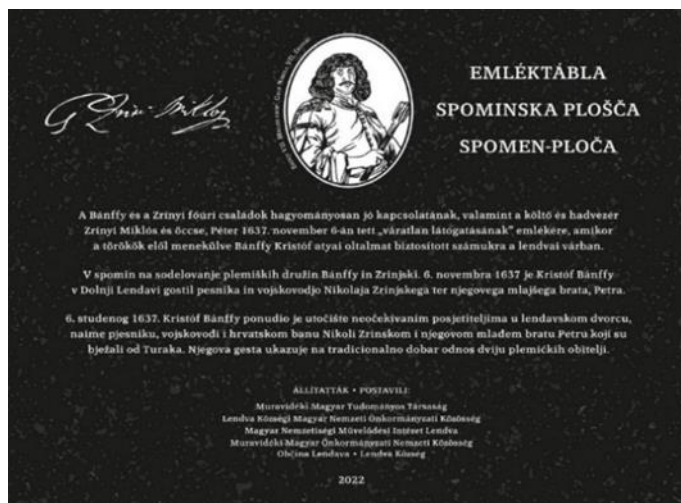 EMLÉKTÁBLA
SPOMINSKA PLOŠČA
SPOMEN-PLOČA
A Bánffy és a Zrínyi főúri családok hagyományosan jó kapcsolatának, valamint a költő és hadvezér
Zrínyi Miklós és öccse, Péter 1637. november 6-án tett „váratlan látogatásának” emlékére, amikor
a törökök elől menekülve Bánffy Kristóf atyai oltalmat biztosított számukra a lendvai várban.
V spomin na sodelovanje plemiških družin Bánffy in Zrinjski. 6. novembra 1637 je Kristóf Bánffy
v Dolnji Lendavi gostil pesnika in vojskovodjo Nikolaja Zrinjskega ter njegovega mlajšega brata, Petra.
6. studenog 1637. Kristóf Bánffy ponudio je utočište neočekivanim posjetiteljima u lendavskom dvorcu,
naime pjesniku, vojskovođi i hrvatskom banu Nikoli Zrinskom i njegovom mlađem bratu Petru koji su
bježali od Turaka. Njegova gesta ukazuje na tradicionalno dobar odnos dviju plemićkih obitelji.
ÁLLÍTATTÁK • POSTAVILI:
Muravidéki Magyar Tudományos Társaság
Lendva Községi Magyar Nemzeti Önkormányzati Közösség
Magyar Nemzetiségi Művelődési Intézet Lendva
Muravidéki Magyar Önkormányzati Nemzeti Közösség
Občina Lendava • Lendva Község
2022